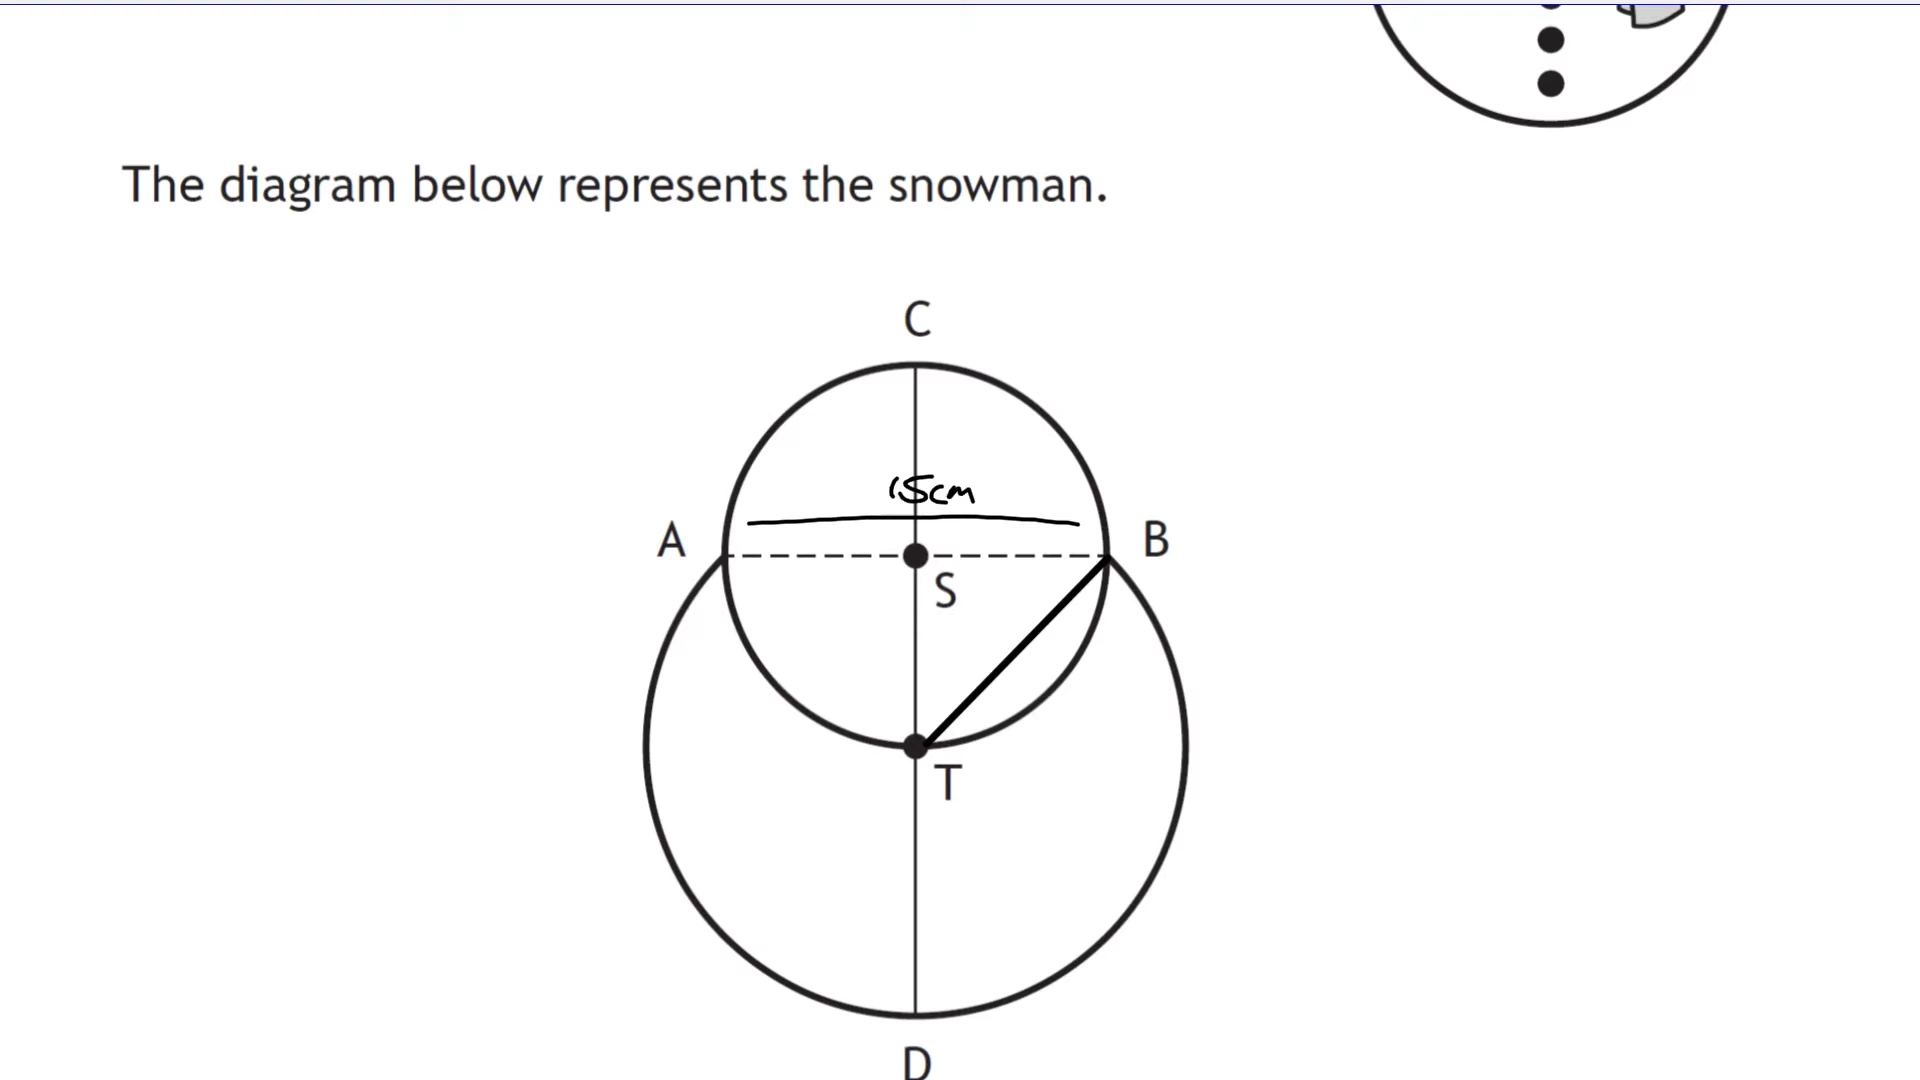 The diagram below represents the snowman.
C
15cm
A
B
S
T
D